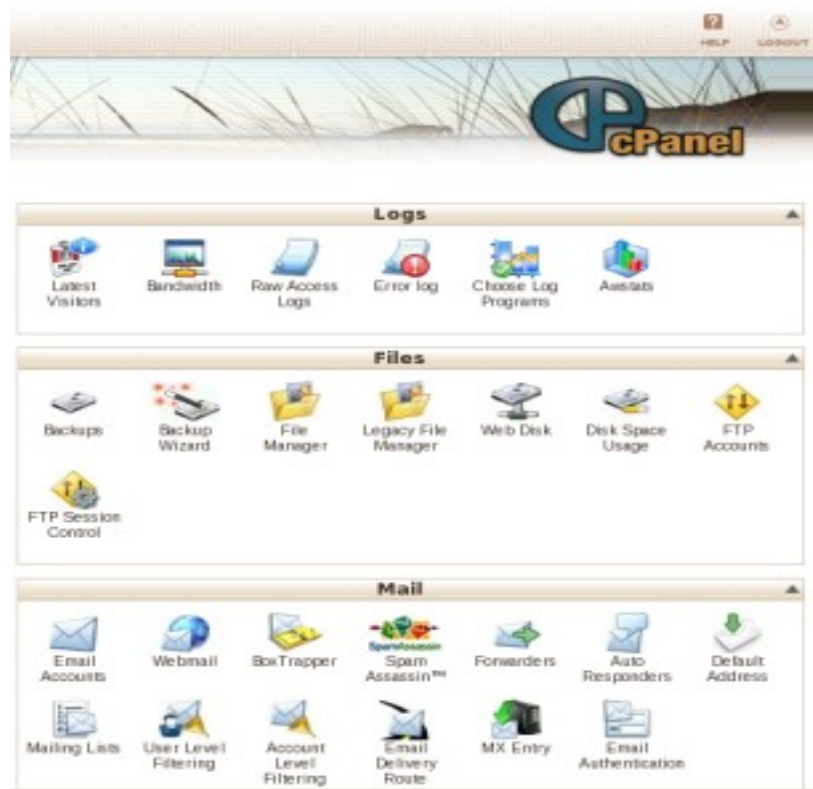 HELP LOGOUT
cPanel
Logs
Latest Visitors
Bandwidth
Raw Access Logs
Error log
Choose Log Programs
Awstats
Files
Backups
Backup Wizard
File Manager
Legacy File Manager
Web Disk
Disk Space Usage
FTP Accounts
FTP Session Control
Mail
Email Accounts
Webmail
BoxTrapper
SpamAssassin
Spam Assassin™
Forwarders
Auto Responders
Default Address
Mailing Lists
User Level Filtering
Account Level Filtering
Email Delivery Route
MX Entry
Email Authentication